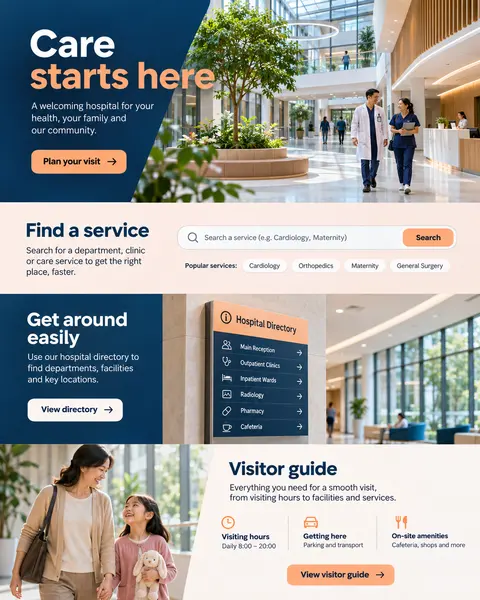 Care
starts here
A welcoming hospital for your
health, your family and
our community.
Plan your visit →
Find a service
Search for a department, clinic
or care service to get the right
place, faster.
Search a service (e.g. Cardiology, Maternity)
Search
Popular services:
Cardiology
Orthopedics
Maternity
General Surgery
Get around
easily
Use our hospital directory to
find departments, facilities
and key locations.
View directory →
Hospital Directory
Main Reception →
Outpatient Clinics →
Inpatient Wards →
Radiology →
Pharmacy →
Cafeteria →
Visitor guide
Everything you need for a smooth visit,
from visiting hours to facilities and services.
Visiting hours
Daily 8:00 – 20:00
Getting here
Parking and transport
On-site amenities
Cafeteria, shops and more
View visitor guide →